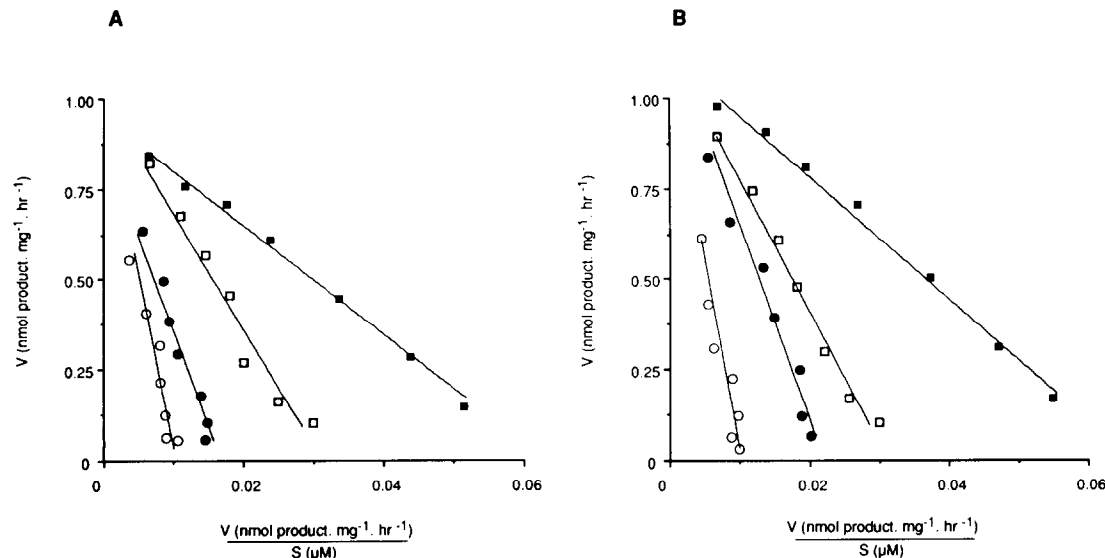 A
V (nmol product. mg⁻¹. hr⁻¹)
1.00
0.75
0.50
0.25
0
0 0.02 0.04 0.06
V (nmol product. mg⁻¹. hr⁻¹)
S (µM)
B
V (nmol product. mg⁻¹. hr⁻¹)
1.00
0.75
0.50
0.25
0
0 0.02 0.04 0.06
V (nmol product. mg⁻¹. hr⁻¹)
S (µM)